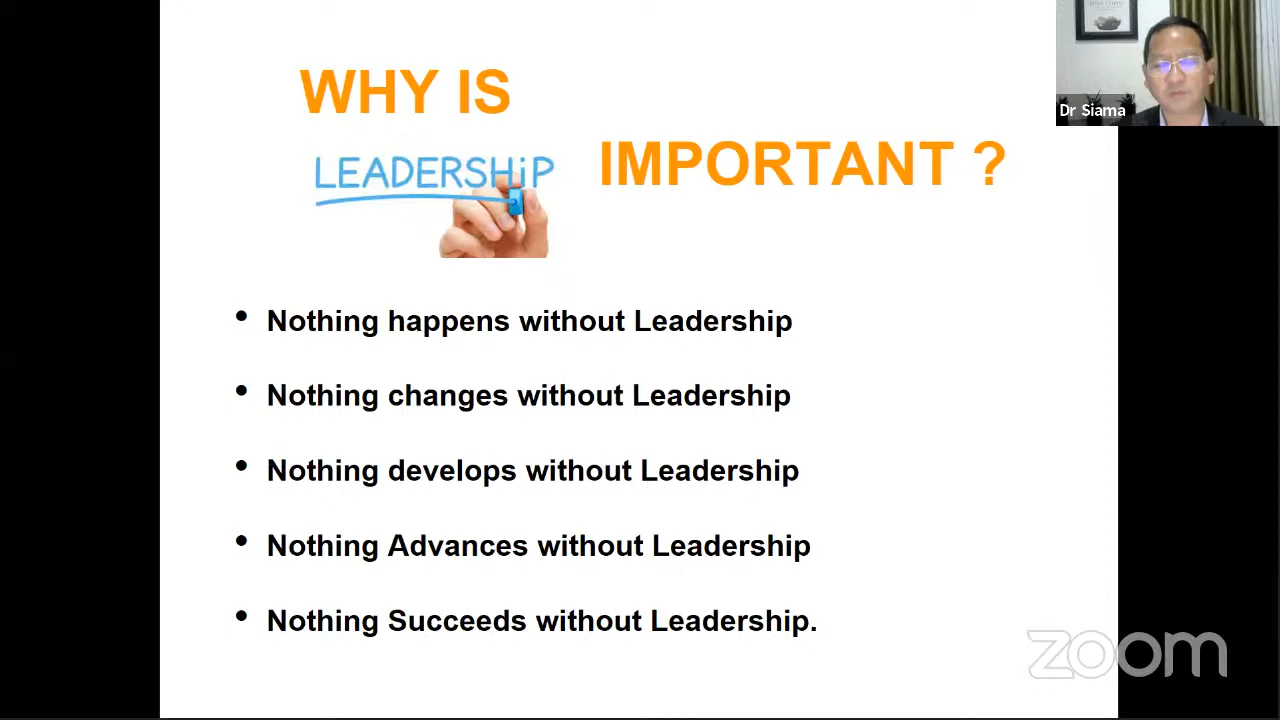 WHY IS
LEADERSHiP IMPORTANT ?
• Nothing happens without Leadership
• Nothing changes without Leadership
• Nothing develops without Leadership
• Nothing Advances without Leadership
• Nothing Succeeds without Leadership.
Dr Siama
zoom